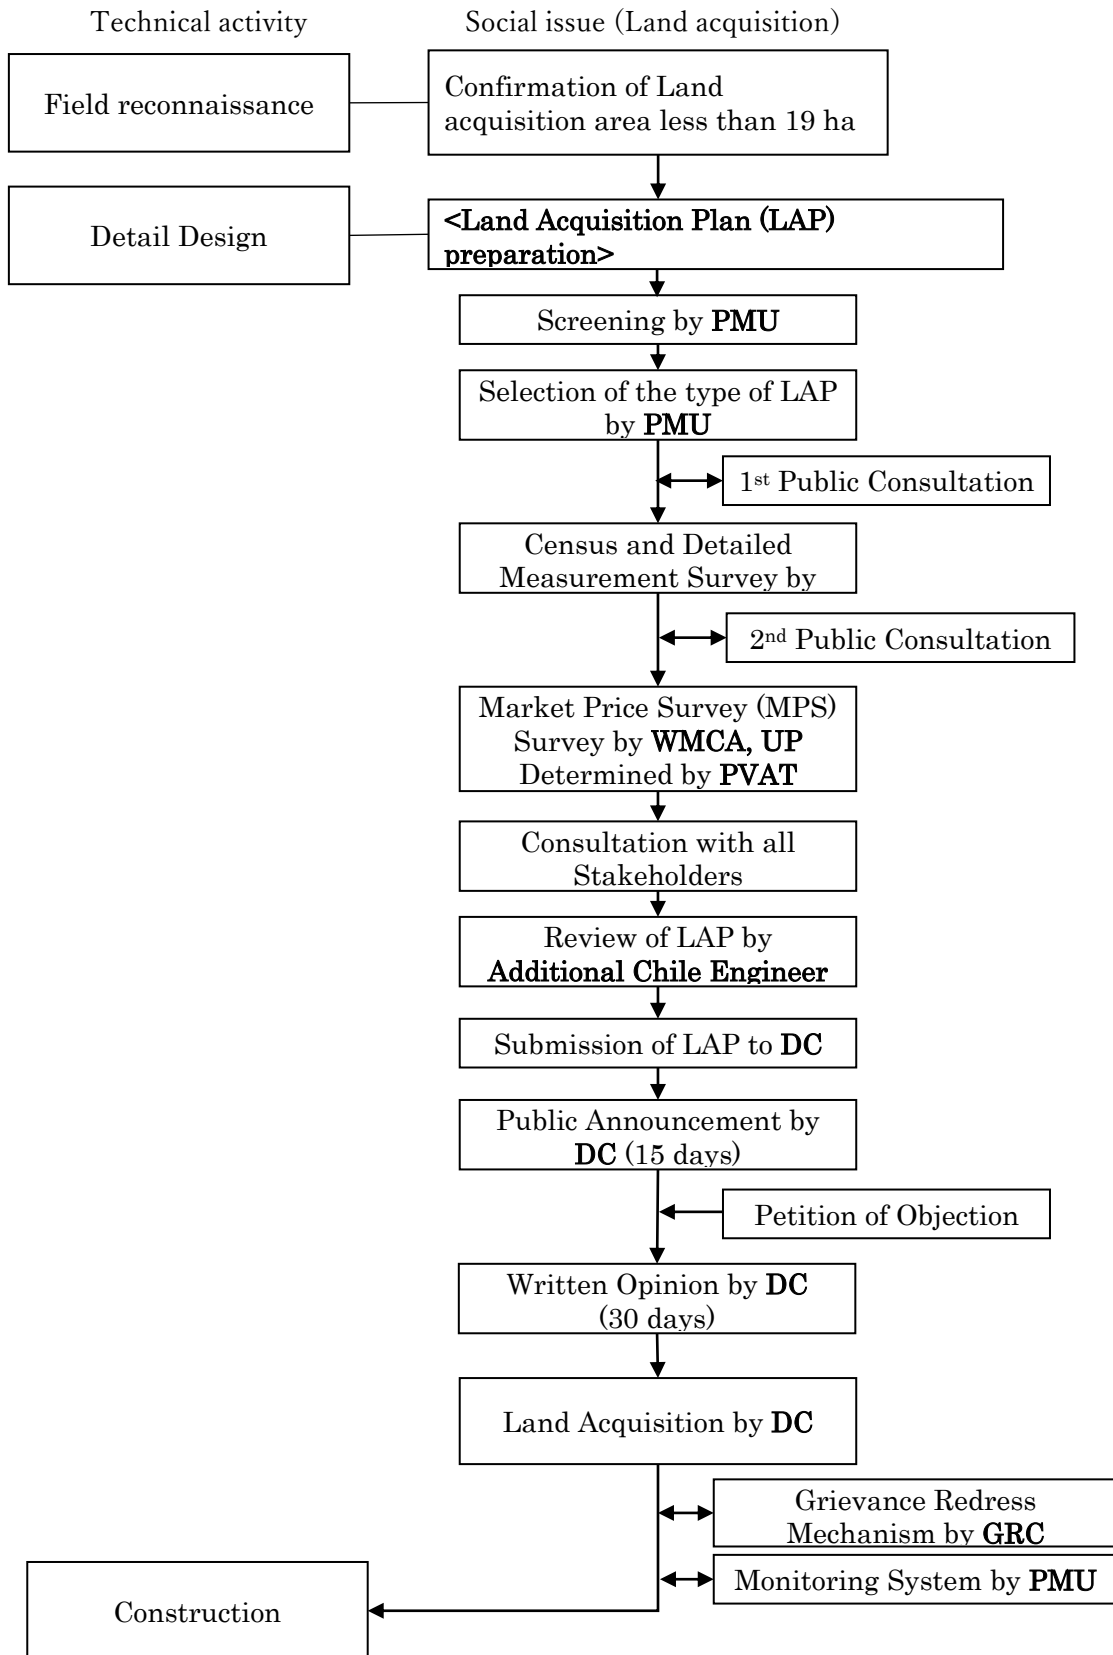 Technical activity
Social issue (Land acquisition)
Field reconnaissance
Confirmation of Land
acquisition area less than 19 ha
Detail Design
<Land Acquisition Plan (LAP)
preparation>
Screening by PMU
Selection of the type of LAP
by PMU
1st Public Consultation
Census and Detailed
Measurement Survey by
2nd Public Consultation
Market Price Survey (MPS)
Survey by WMCA, UP
Determined by PVAT
Consultation with all
Stakeholders
Review of LAP by
Additional Chile Engineer
Submission of LAP to DC
Public Announcement by
DC (15 days)
Petition of Objection
Written Opinion by DC
(30 days)
Land Acquisition by DC
Grievance Redress
Mechanism by GRC
Monitoring System by PMU
Construction